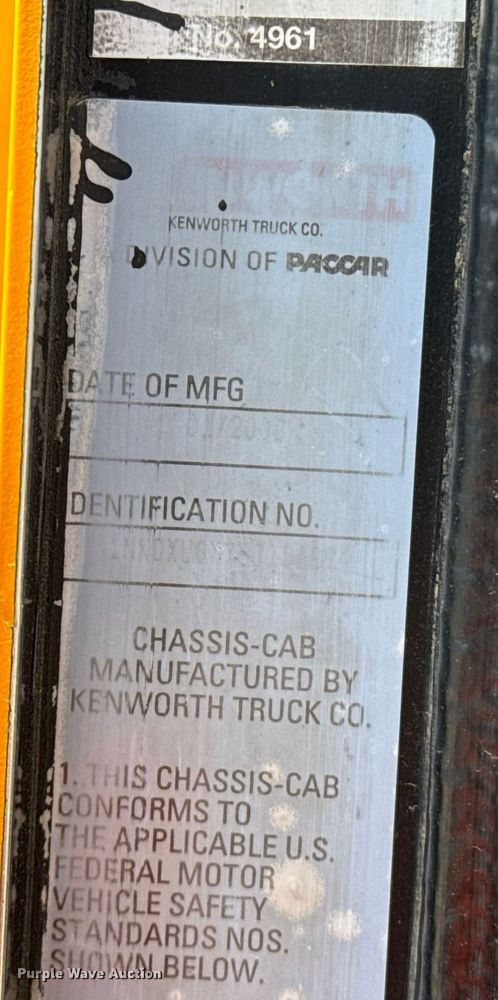 No. 4961
KENWORTH TRUCK CO.
A DIVISION OF PACCAR
DATE OF MFG
DENTIFICATION NO.
CHASSIS-CAB
MANUFACTURED BY
KENWORTH TRUCK CO.
1. THIS CHASSIS-CAB
CONFORMS TO
THE APPLICABLE U.S.
FEDERAL MOTOR
VEHICLE SAFETY
STANDARDS NOS.
SHOWN BELOW.
Purple Wave Auction